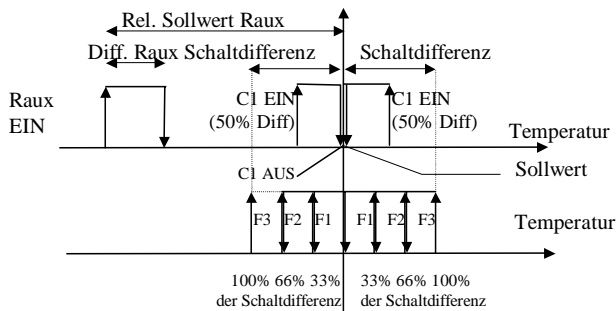 Rel. Sollwert Raux
Diff. Raux Schaltdifferenz
Schaltdifferenz
Raux
EIN
C1 EIN
(50% Diff)
C1 EIN
(50% Diff)
Temperatur
C1 AUS
Sollwert
F3 F2 F1 F1 F2 F3
Temperatur
100% 66% 33% 33% 66% 100%
der Schaltdifferenz der Schaltdifferenz